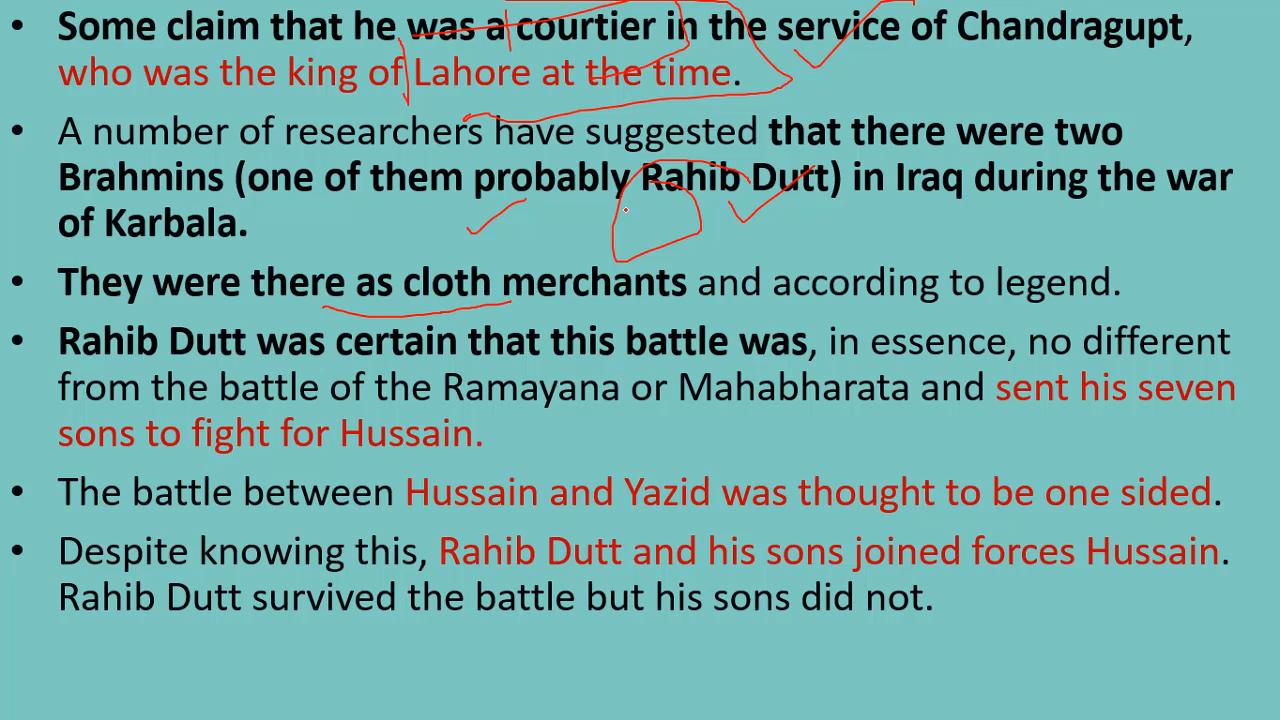 • Some claim that he was a courtier in the service of Chandragupt,
who was the king of Lahore at the time.
• A number of researchers have suggested that there were two
Brahmins (one of them probably Rahib Dutt) in Iraq during the war
of Karbala.
• They were there as cloth merchants and according to legend.
• Rahib Dutt was certain that this battle was, in essence, no different
from the battle of the Ramayana or Mahabharata and sent his seven
sons to fight for Hussain.
• The battle between Hussain and Yazid was thought to be one sided.
• Despite knowing this, Rahib Dutt and his sons joined forces Hussain.
Rahib Dutt survived the battle but his sons did not.